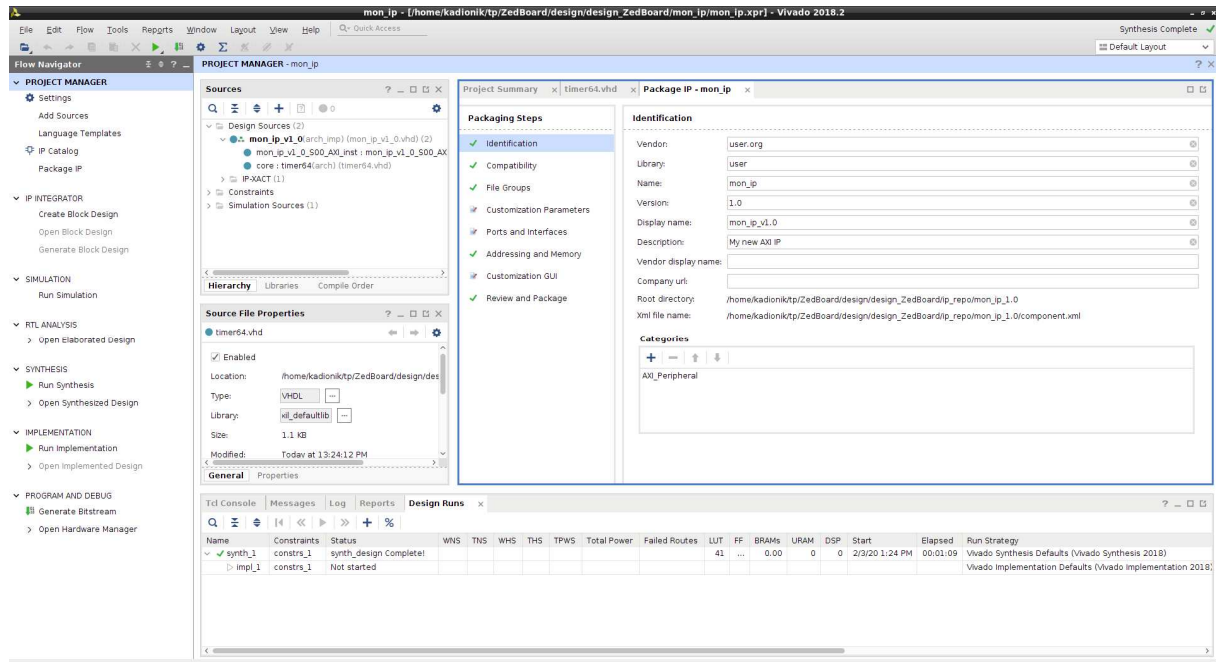 mon_ip - [/home/kadionik/tp/ZedBoard/design/design_ZedBoard/mon_ip/mon_ip.xpr] - Vivado 2018.2
File Edit Flow Tools Reports Window Layout View Help Quick Access
Synthesis Complete
Default Layout
Flow Navigator
PROJECT MANAGER
Settings
Add Sources
Language Templates
IP Catalog
Package IP
IP INTEGRATOR
Create Block Design
Open Block Design
Generate Block Design
SIMULATION
Run Simulation
RTL ANALYSIS
Open Elaborated Design
SYNTHESIS
Run Synthesis
Open Synthesized Design
IMPLEMENTATION
Run Implementation
Open Implemented Design
PROGRAM AND DEBUG
Generate Bitstream
Open Hardware Manager
PROJECT MANAGER - mon_ip
Sources
0
Design Sources (2)
mon_ip_v1_0(arch_imp) (mon_ip_v1_0.vhd) (2)
mon_ip_v1_0_S00_AXI_inst : mon_ip_v1_0_S00_AX
core : timer64(arch) (timer64.vhd)
IP-XACT (1)
Constraints
Simulation Sources (1)
Hierarchy Libraries Compile Order
Source File Properties
timer64.vhd
Enabled
Location: /home/kadionik/tp/ZedBoard/design/des
Type: VHDL
Library: xil_defaultlib
Size: 1.1 KB
Modified: Today at 13:24:12 PM
General Properties
Project Summary timer64.vhd Package IP - mon_ip
Packaging Steps
Identification
Compatibility
File Groups
Customization Parameters
Ports and Interfaces
Addressing and Memory
Customization GUI
Review and Package
Identification
Vendor: user.org
Library: user
Name: mon_ip
Version: 1.0
Display name: mon_ip_v1.0
Description: My new AXI IP
Vendor display name:
Company url:
Root directory: /home/kadionik/tp/ZedBoard/design/design_ZedBoard/ip_repo/mon_ip_1.0
Xml file name: /home/kadionik/tp/ZedBoard/design/design_ZedBoard/ip_repo/mon_ip_1.0/component.xml
Categories
AXI_Peripheral
Tcl Console Messages Log Reports Design Runs
Name Constraints Status WNS TNS WHS THS TPWS Total Power Failed Routes LUT FF BRAMs URAM DSP Start Elapsed Run Strategy
synth_1 constrs_1 synth_design Complete! 41 ... 0.00 0 0 2/3/20 1:24 PM 00:01:09 Vivado Synthesis Defaults (Vivado Synthesis 2018)
impl_1 constrs_1 Not started Vivado Implementation Defaults (Vivado Implementation 2018)